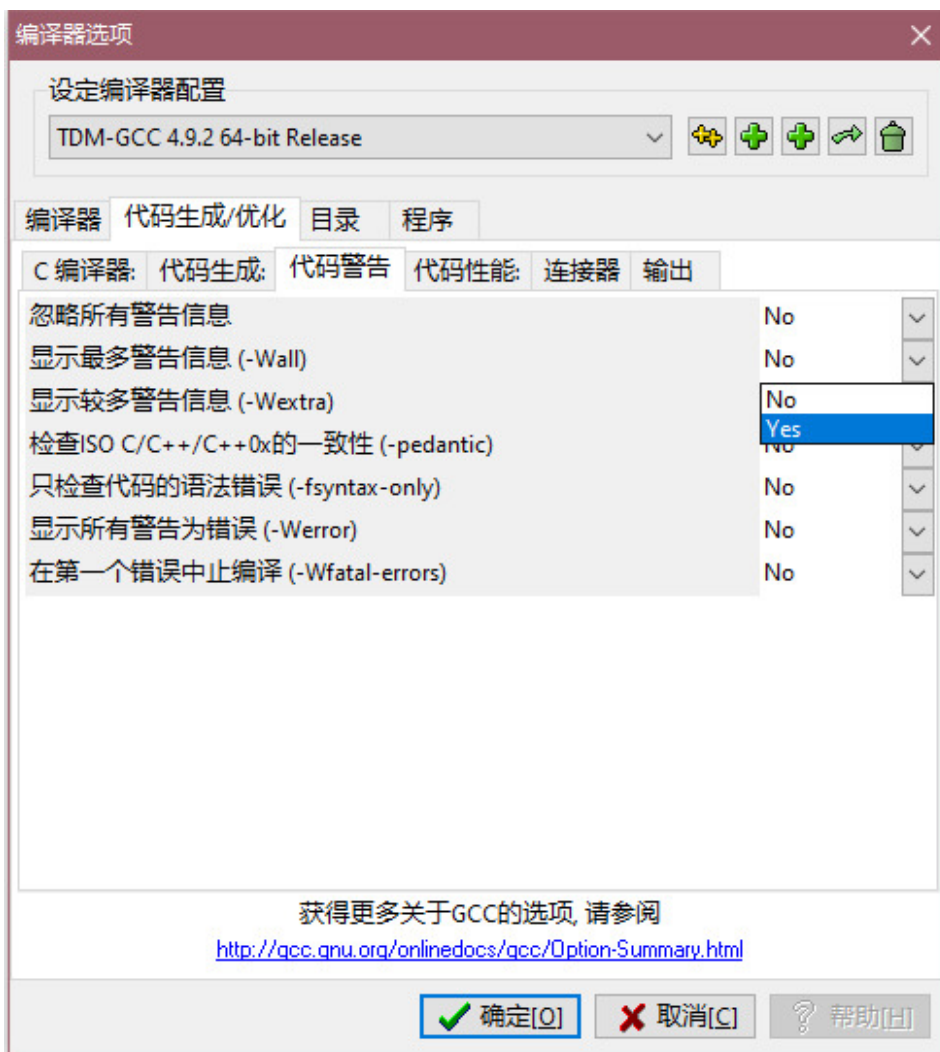 编译器选项
设定编译器配置
TDM-GCC 4.9.2 64-bit Release
编译器 代码生成/优化 目录 程序
C 编译器: 代码生成: 代码警告 代码性能: 连接器 输出
忽略所有警告信息 No
显示最多警告信息 (-Wall) No
显示较多警告信息 (-Wextra) No
Yes
检查ISO C/C++/C++0x的一致性 (-pedantic) No
只检查代码的语法错误 (-fsyntax-only) No
显示所有警告为错误 (-Werror) No
在第一个错误中止编译 (-Wfatal-errors) No
获得更多关于GCC的选项, 请参阅
http://gcc.gnu.org/onlinedocs/gcc/Option-Summary.html
确定[O] 取消[C] 帮助[H]